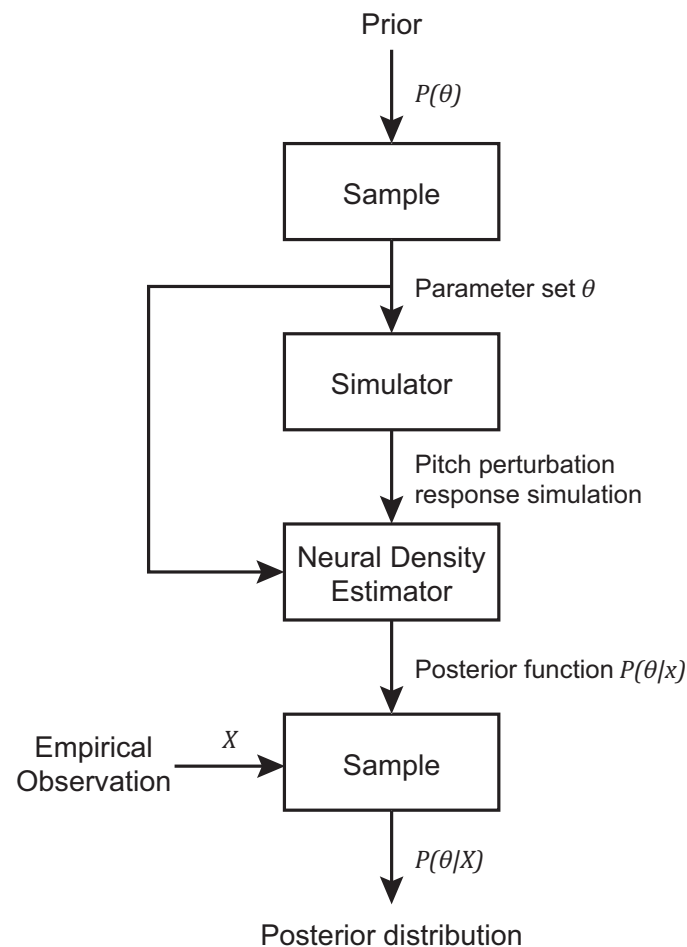 Prior
P(θ)
Sample
Parameter set θ
Simulator
Pitch perturbation
response simulation
Neural Density
Estimator
Posterior function P(θ|x)
Empirical
Observation
X
Sample
P(θ|X)
Posterior distribution